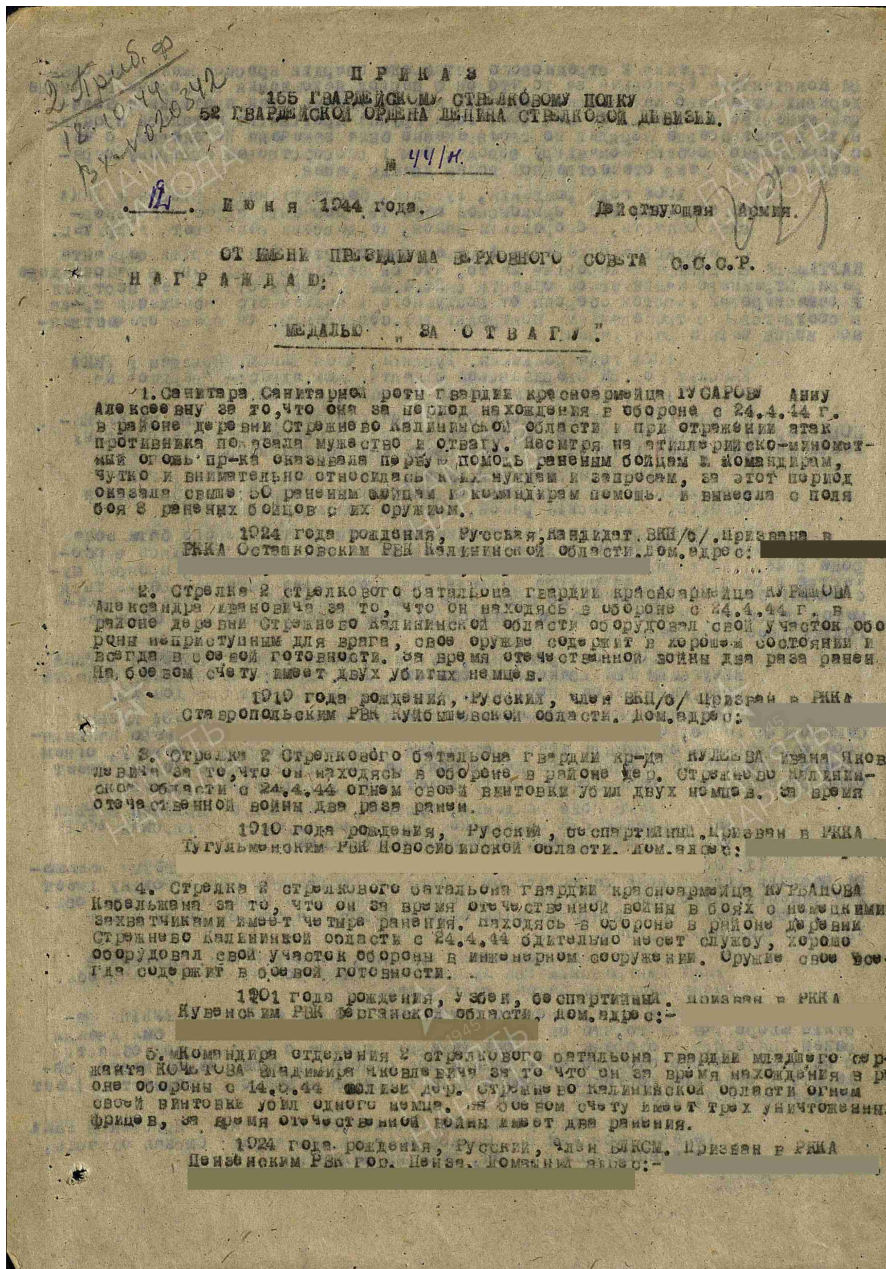 2 Приб. ф
18.10.44
Вх. № 020342
П Р И К А З
155 ГВАРДЕЙСКОМУ СТРЕЛКОВОМУ ПОЛКУ
52 ГВАРДЕЙСКОЙ ОРДЕНА ЛЕНИНА СТРЕЛКОВОЙ ДИВИЗИИ.
№ 44/н.
"12". И ю н я 1944 года. Действующая Армия.
ОТ ИМЕНИ ПРЕЗИДИУМА ВЕРХОВНОГО СОВЕТА С.С.С.Р.
Н А Г Р А Ж Д А Ю:
МЕДАЛЬЮ „ ЗА О Т В А Г У".
1. Санитара Санитарной роты гвардии красноармейца ГУСАРОВУ Анну
Алексеевну за то,что она за период нахождения в обороне с 24.4.44 г.
в районе деревни Стрежнево Калининской области и при отражении атак
противника показала мужество и отвагу. Несмотря на атиллерийско-миномет-
ный огонь пр-ка оказывала первую помощь раненым бойцам и командирам,
чутко и внимательно относилась к их нуждам и запросам, за этот период
оказала свыше 50 раненым бойцам и командирам помощь. И вынесла с поля
боя 8 раненых бойцов с их оружием.
1924 года рождения, Русская,кандидат ВКП/б/.Призвана в
РККА Осташковским РВК Калининской области.Дом.адрес:
2. Стрелка 2 стрелкового батальона гвардии красноармейца КУРИЦОВА
Александра Ивановича за то, что он находясь в обороне с 24.4.44 г. в
районе деревни Стрежнево Калининской области оборудовал свой участок обо
роны неприступным для врага, свое оружие содержит в хорошем состоянии и
всегда в боевой готовности. За время отечественной войны два раза ранен.
На боевом счету имеет двух убитых немцев.
1919 года рождения, Русский, член ВКП/б/ Призван в РККА
Ставропольским РВК Куйбышевской области. Дом.адрес:
3. Стрелка 2 Стрелкового батальона гвардии кр-ца КУЛЕЕВА Ивана Яков
левича за то,что он находясь в обороне в районе дер. Стрежнево Калинин-
ской области с 24.4.44 огнем своей винтовки убил двух немцев. За время
отечественной войны два раза ранен.
1910 года рождения, Русский, беспартийный.Призван в РККА
Тугульменским РВК Новосибирской области. Дом.адрес:
4. Стрелка 2 стрелкового батальона гвардии красноармейца КУРБАНОВА
Кабельжана за то, что он за время отечественной войны в боях с немецкими
захватчиками имеет четыре ранения. Находясь в обороне в районе деревни
Стрежнево Калининкой области с 24.4.44 бдительно несет службу, хорошо
оборудовал свой участок обороны в инженерном сооружении. Оружие свое все-
гда содержит в боевой готовности.
1901 года рождения, Узбек, беспартийный. Призван в РККА
Кувенским РВК Ферганской области. Дом.адрес:-
5. Командира отделения 2 стрелкового батальона гвардии младшего сер-
жанта КОЧЕТОВА Владимира Яковлевича за то что он за время нахождения в ра
оне обороны с 14.5.44 близи дер. Стрежнево Калининской области огнем
своей винтовки убил одного немца. На боевом счету имеет трех уничтоженны
фрицев, за время отечественной войны имеет два ранения.
1924 года рождения, Русский, член ВЛКСМ. Призван в РККА
Пензенским РВК гор. Пенза. Домашний адрес:-